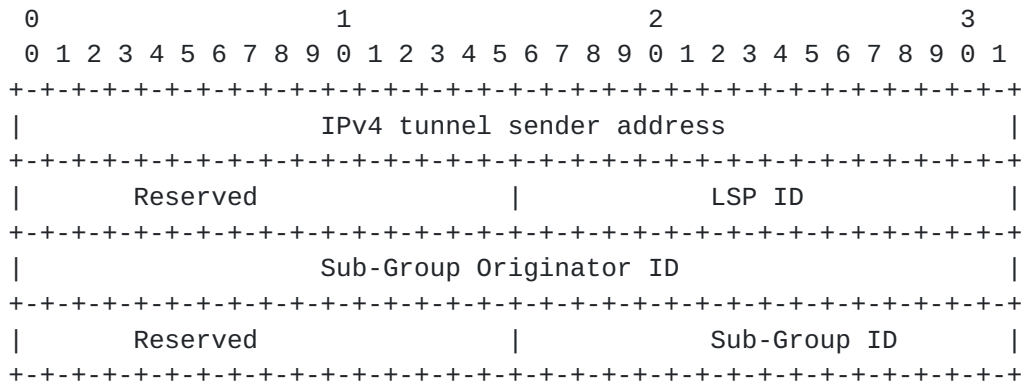 0                   1                   2                   3
 0 1 2 3 4 5 6 7 8 9 0 1 2 3 4 5 6 7 8 9 0 1 2 3 4 5 6 7 8 9 0 1
+-+-+-+-+-+-+-+-+-+-+-+-+-+-+-+-+-+-+-+-+-+-+-+-+-+-+-+-+-+-+-+-+
|                   IPv4 tunnel sender address                  |
+-+-+-+-+-+-+-+-+-+-+-+-+-+-+-+-+-+-+-+-+-+-+-+-+-+-+-+-+-+-+-+-+
|       Reserved                |            LSP ID             |
+-+-+-+-+-+-+-+-+-+-+-+-+-+-+-+-+-+-+-+-+-+-+-+-+-+-+-+-+-+-+-+-+
|                   Sub-Group Originator ID                     |
+-+-+-+-+-+-+-+-+-+-+-+-+-+-+-+-+-+-+-+-+-+-+-+-+-+-+-+-+-+-+-+-+
|       Reserved                |            Sub-Group ID       |
+-+-+-+-+-+-+-+-+-+-+-+-+-+-+-+-+-+-+-+-+-+-+-+-+-+-+-+-+-+-+-+-+